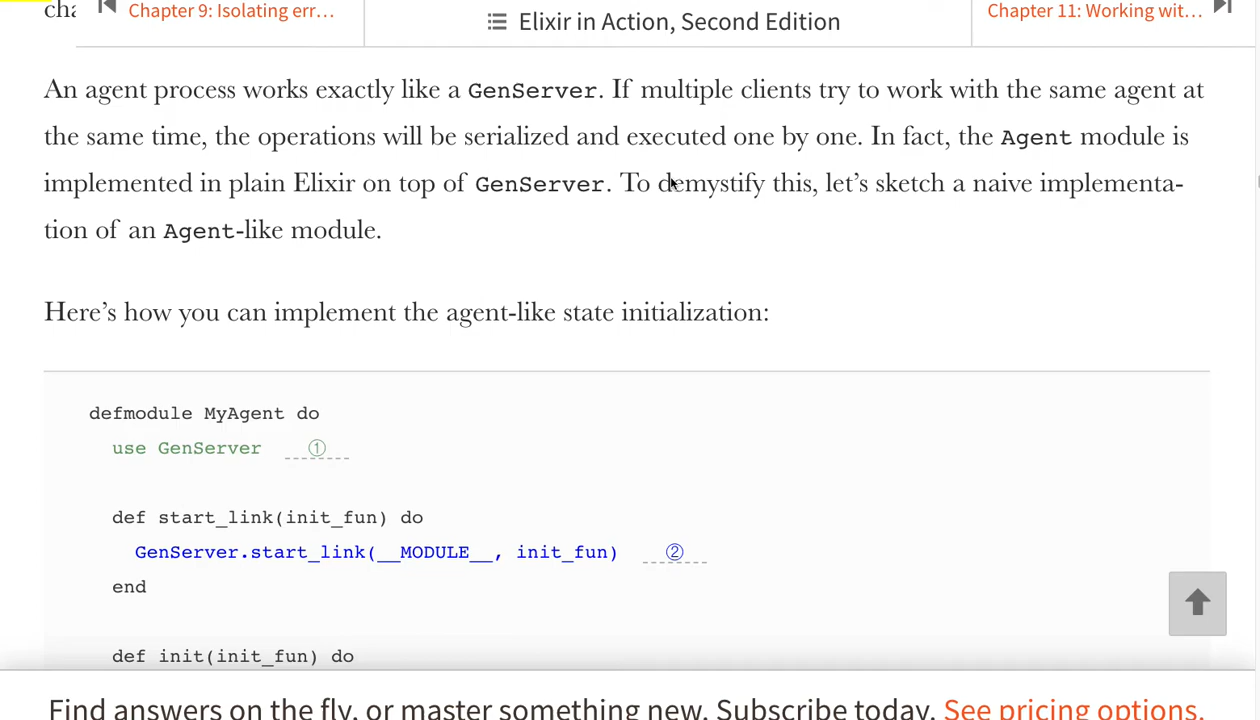 cha
Chapter 9: Isolating err…
Elixir in Action, Second Edition
Chapter 11: Working wit…
An agent process works exactly like a GenServer. If multiple clients try to work with the same agent at
the same time, the operations will be serialized and executed one by one. In fact, the Agent module is
implemented in plain Elixir on top of GenServer. To demystify this, let’s sketch a naive implementa-
tion of an Agent-like module.
Here’s how you can implement the agent-like state initialization:
defmodule MyAgent do
use GenServer ①
def start_link(init_fun) do
GenServer.start_link(__MODULE__, init_fun) ②
end
def init(init_fun) do
Find answers on the fly, or master something new. Subscribe today. See pricing options.